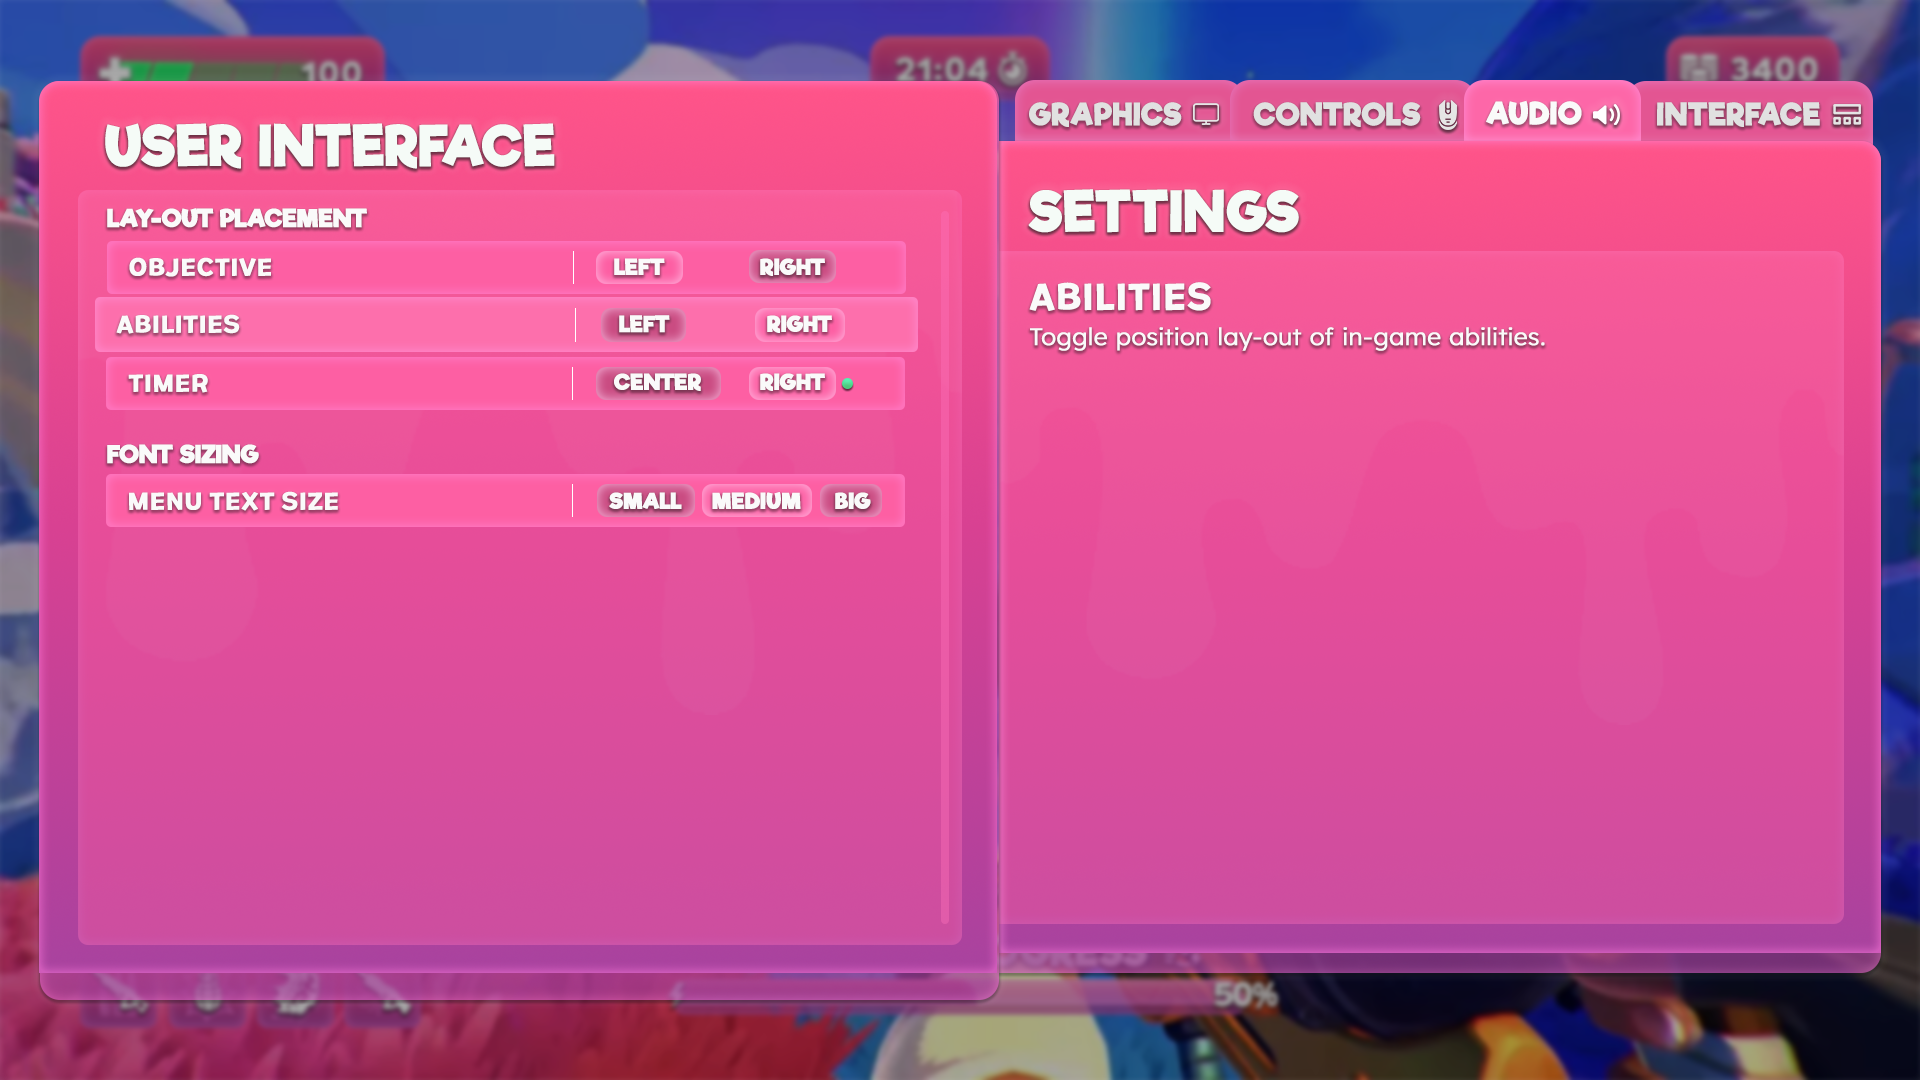 100
21:04
3400
USER INTERFACE
LAY-OUT PLACEMENT
OBJECTIVE LEFT RIGHT
ABILITIES LEFT RIGHT
TIMER CENTER RIGHT
FONT SIZING
MENU TEXT SIZE SMALL MEDIUM BIG
GRAPHICS CONTROLS AUDIO INTERFACE
SETTINGS
ABILITIES
Toggle position lay-out of in-game abilities.
50%